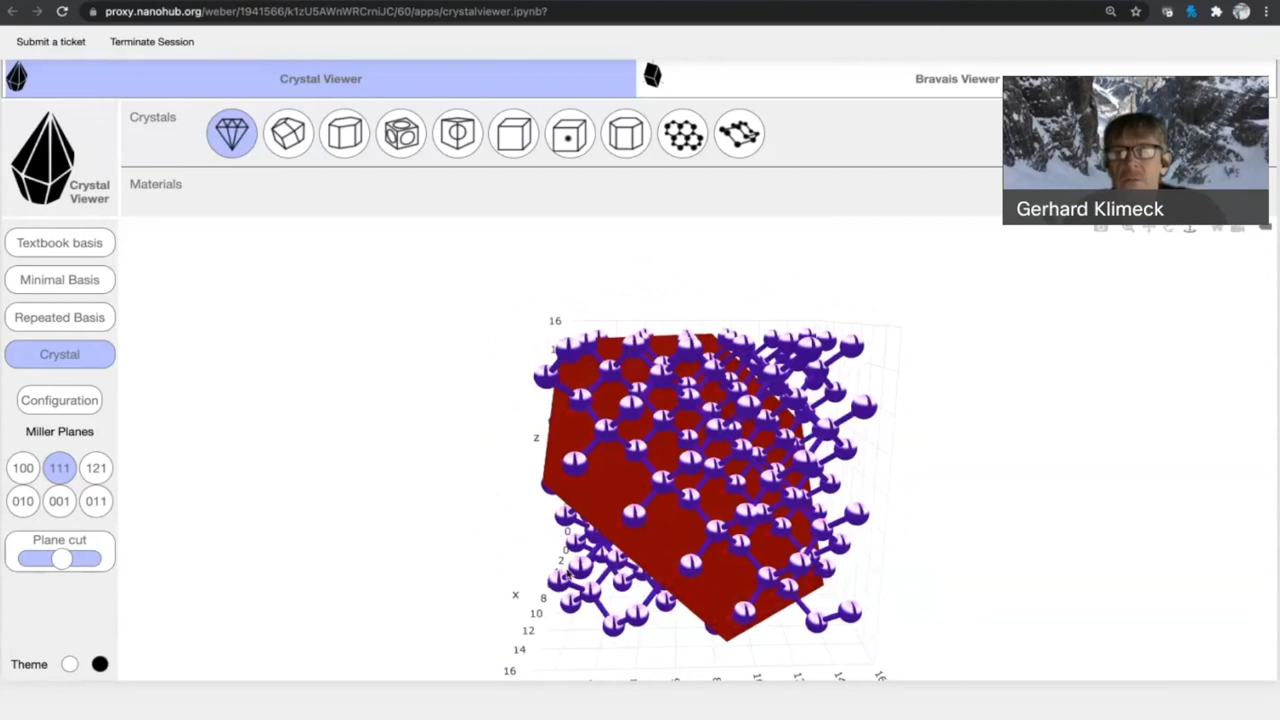 proxy.nanohub.org/weber/1941566/k1zU5AWnWRCrniJC/60/apps/crystalviewer.ipynb?
Submit a ticket Terminate Session
Crystal Viewer Bravais Viewer
Crystals
Crystal
Viewer
Materials
Gerhard Klimeck
Textbook basis
Minimal Basis
Repeated Basis
Crystal
Configuration
Miller Planes
100 111 121
010 001 011
Plane cut
Theme
16
z
0
2
x 8
10
12
14
16